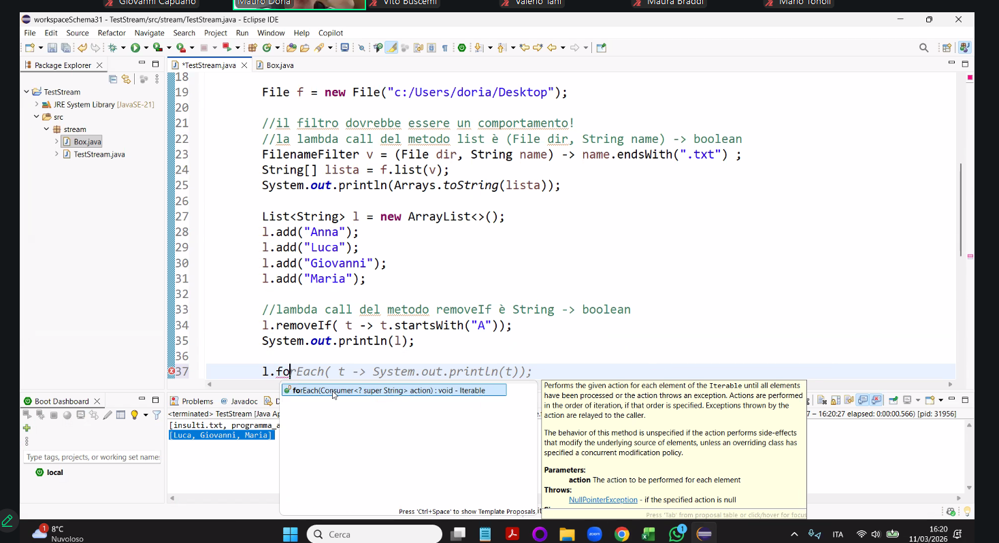 Giovanni Capuano
Mauro Doria
Vito Buscemi
Valerio Tani
Maura Braddi
Mario Tonoli
workspaceSchema31 - TestStream/src/stream/TestStream.java - Eclipse IDE
File Edit Source Refactor Navigate Search Project Run Window Help Copilot
Package Explorer
*TestStream.java
Box.java
TestStream
JRE System Library [JavaSE-21]
src
stream
Box.java
TestStream.java
18
19 File f = new File("c:/Users/doria/Desktop");
20
21 //il filtro dovrebbe essere un comportamento!
22 //la lambda call del metodo list è (File dir, String name) -> boolean
23 FilenameFilter v = (File dir, String name) -> name.endsWith(".txt") ;
24 String[] lista = f.list(v);
25 System.out.println(Arrays.toString(lista));
26
27 List<String> l = new ArrayList<>();
28 l.add("Anna");
29 l.add("Luca");
30 l.add("Giovanni");
31 l.add("Maria");
32
33 //lambda call del metodo removeIf è String -> boolean
34 l.removeIf( t -> t.startsWith("A"));
35 System.out.println(l);
36
37 l.forEach( t -> System.out.println(t));
forEach(Consumer<? super String> action) : void - Iterable
Press 'Ctrl+Space' to show Template Proposals
Performs the given action for each element of the Iterable until all elements
have been processed or the action throws an exception. Actions are performed
in the order of iteration, if that order is specified. Exceptions thrown by the
action are relayed to the caller.
The behavior of this method is unspecified if the action performs side-effects
that modify the underlying source of elements, unless an overriding class has
specified a concurrent modification policy.
Parameters:
action The action to be performed for each element
Throws:
NullPointerException - if the specified action is null
Press 'Tab' from proposal table or click/hover for focus
Boot Dashboard
Type tags, projects, or working set name
local
Problems @ Javadoc
<terminated> TestStream [Java Ap
7 – 16:20:27 elapsed: 0:00:00.566) [pid: 31956]
[insulti.txt, programma_a
[Luca, Giovanni, Maria]
1
8°C
Nuvoloso
Cerca
zoom
1
ITA
16:20
11/03/2026